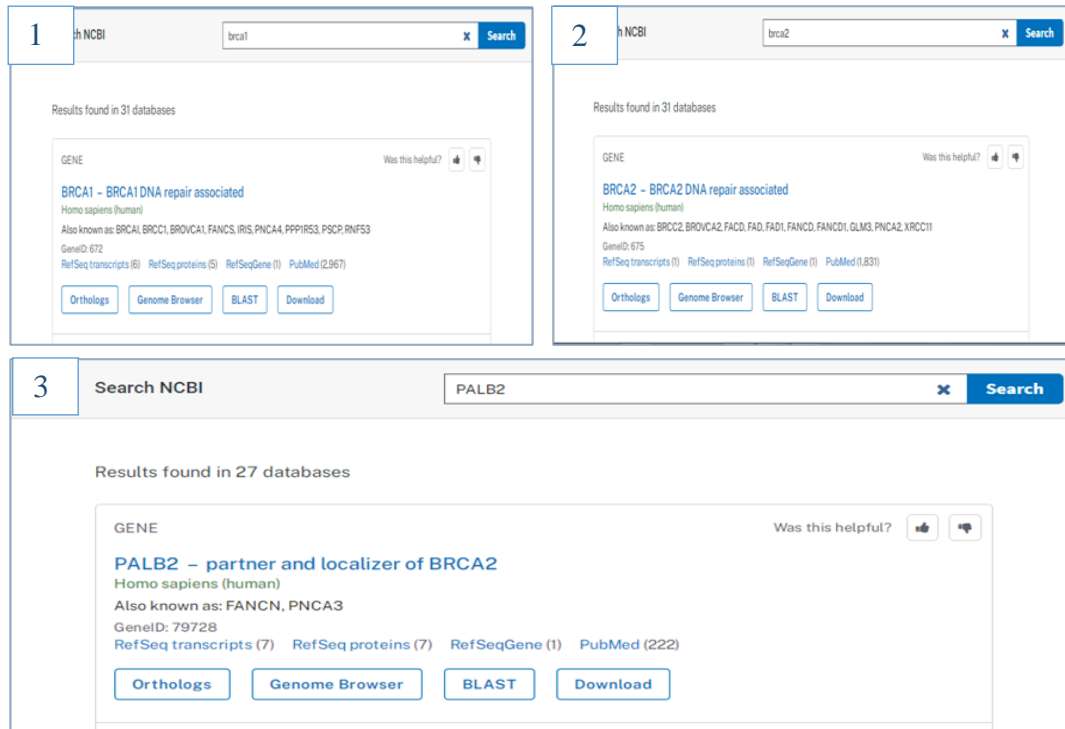 1
ch NCBI brca1 x Search
Results found in 31 databases
GENE Was this helpful?
BRCA1 – BRCA1 DNA repair associated
Homo sapiens (human)
Also known as: BRCAI, BRCC1, BROVCA1, FANCS, IRIS, PNCA4, PPP1R53, PSCP, RNF53
GeneID: 672
RefSeq transcripts (6) RefSeq proteins (5) RefSeqGene (1) PubMed (2,967)
Orthologs Genome Browser BLAST Download
2
h NCBI brca2 x Search
Results found in 31 databases
GENE Was this helpful?
BRCA2 – BRCA2 DNA repair associated
Homo sapiens (human)
Also known as: BRCC2, BROVCA2, FACD, FAD, FAD1, FANCD, FANCD1, GLM3, PNCA2, XRCC11
GeneID: 675
RefSeq transcripts (1) RefSeq proteins (1) RefSeqGene (1) PubMed (1,831)
Orthologs Genome Browser BLAST Download
3
Search NCBI PALB2 x Search
Results found in 27 databases
GENE Was this helpful?
PALB2 – partner and localizer of BRCA2
Homo sapiens (human)
Also known as: FANCN, PNCA3
GeneID: 79728
RefSeq transcripts (7) RefSeq proteins (7) RefSeqGene (1) PubMed (222)
Orthologs Genome Browser BLAST Download